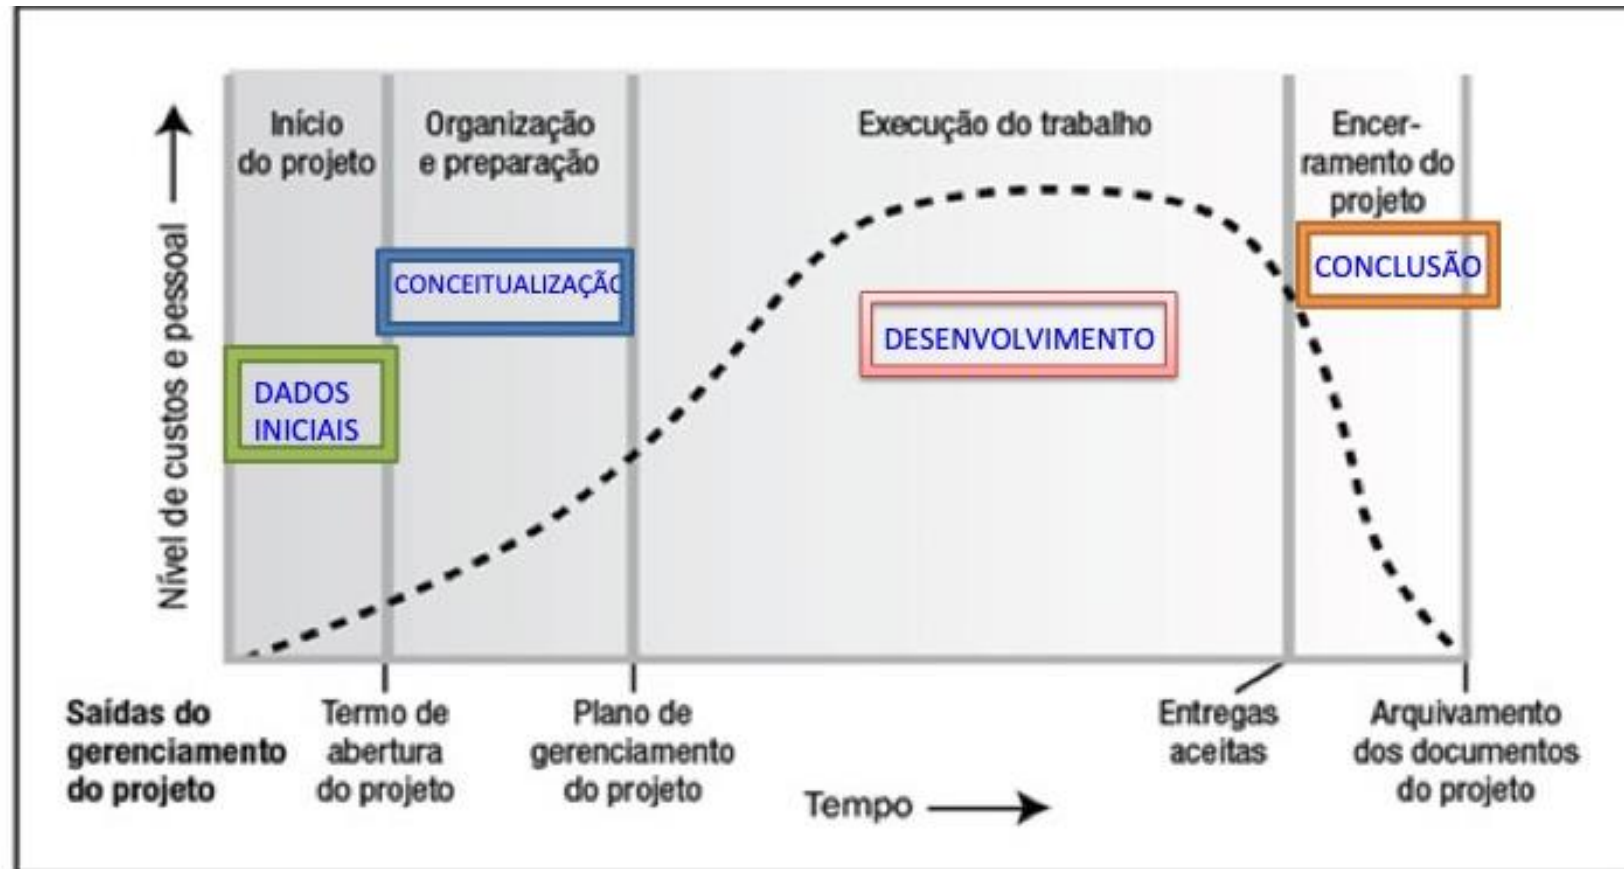 Início
do projeto
Organização
e preparação
Execução do trabalho
Encer-
ramento do
projeto
Nível de custos e pessoal
DADOS
INICIAIS
CONCEITUALIZAÇÃO
DESENVOLVIMENTO
CONCLUSÃO
Saídas do
gerenciamento
do projeto
Termo de
abertura
do projeto
Plano de
gerenciamento
do projeto
Tempo
Entregas
aceitas
Arquivamento
dos documentos
do projeto